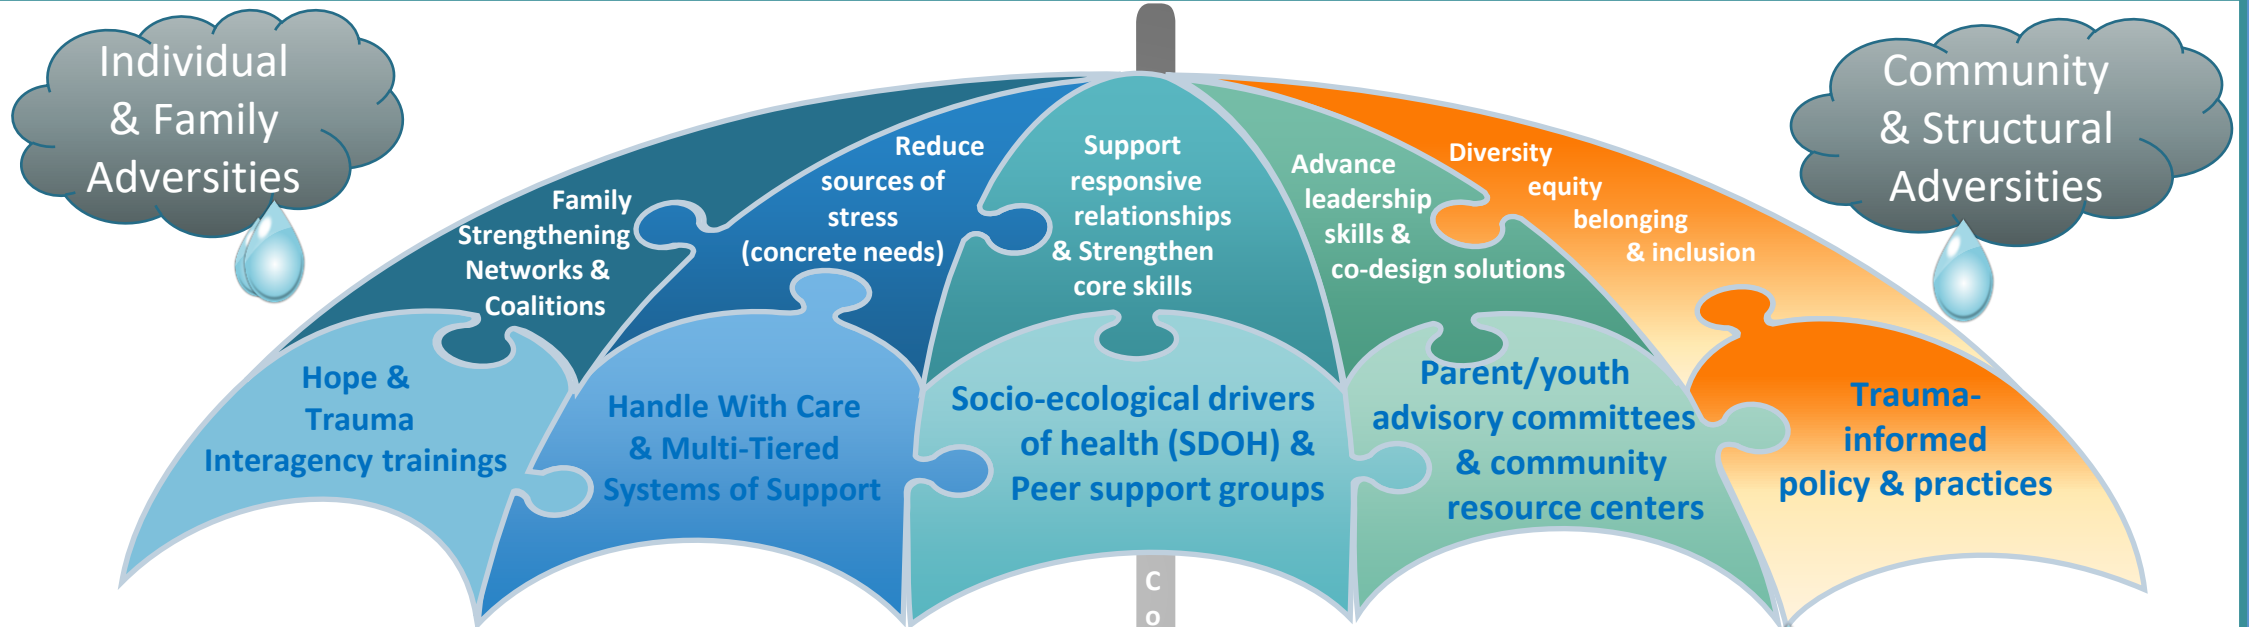 Individual
& Family
Adversities
Community
& Structural
Adversities
Family
Strengthening
Networks &
Coalitions
Reduce
sources of
stress
(concrete needs)
Support
responsive
relationships
& Strengthen
core skills
Advance
leadership
skills &
co-design solutions
Diversity
equity
belonging
& inclusion
Hope &
Trauma
Interagency trainings
Handle With Care
& Multi-Tiered
Systems of Support
Socio-ecological drivers
of health (SDOH) &
Peer support groups
Parent/youth
advisory committees
& community
resource centers
Trauma-
informed
policy & practices
C
o